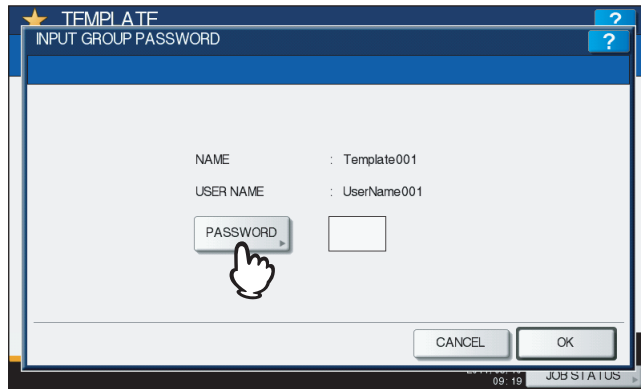 TEMPLATE ?
INPUT GROUP PASSWORD ?
NAME : Template001
USER NAME : UserName001
PASSWORD
CANCEL OK
09:19 JOB STATUS